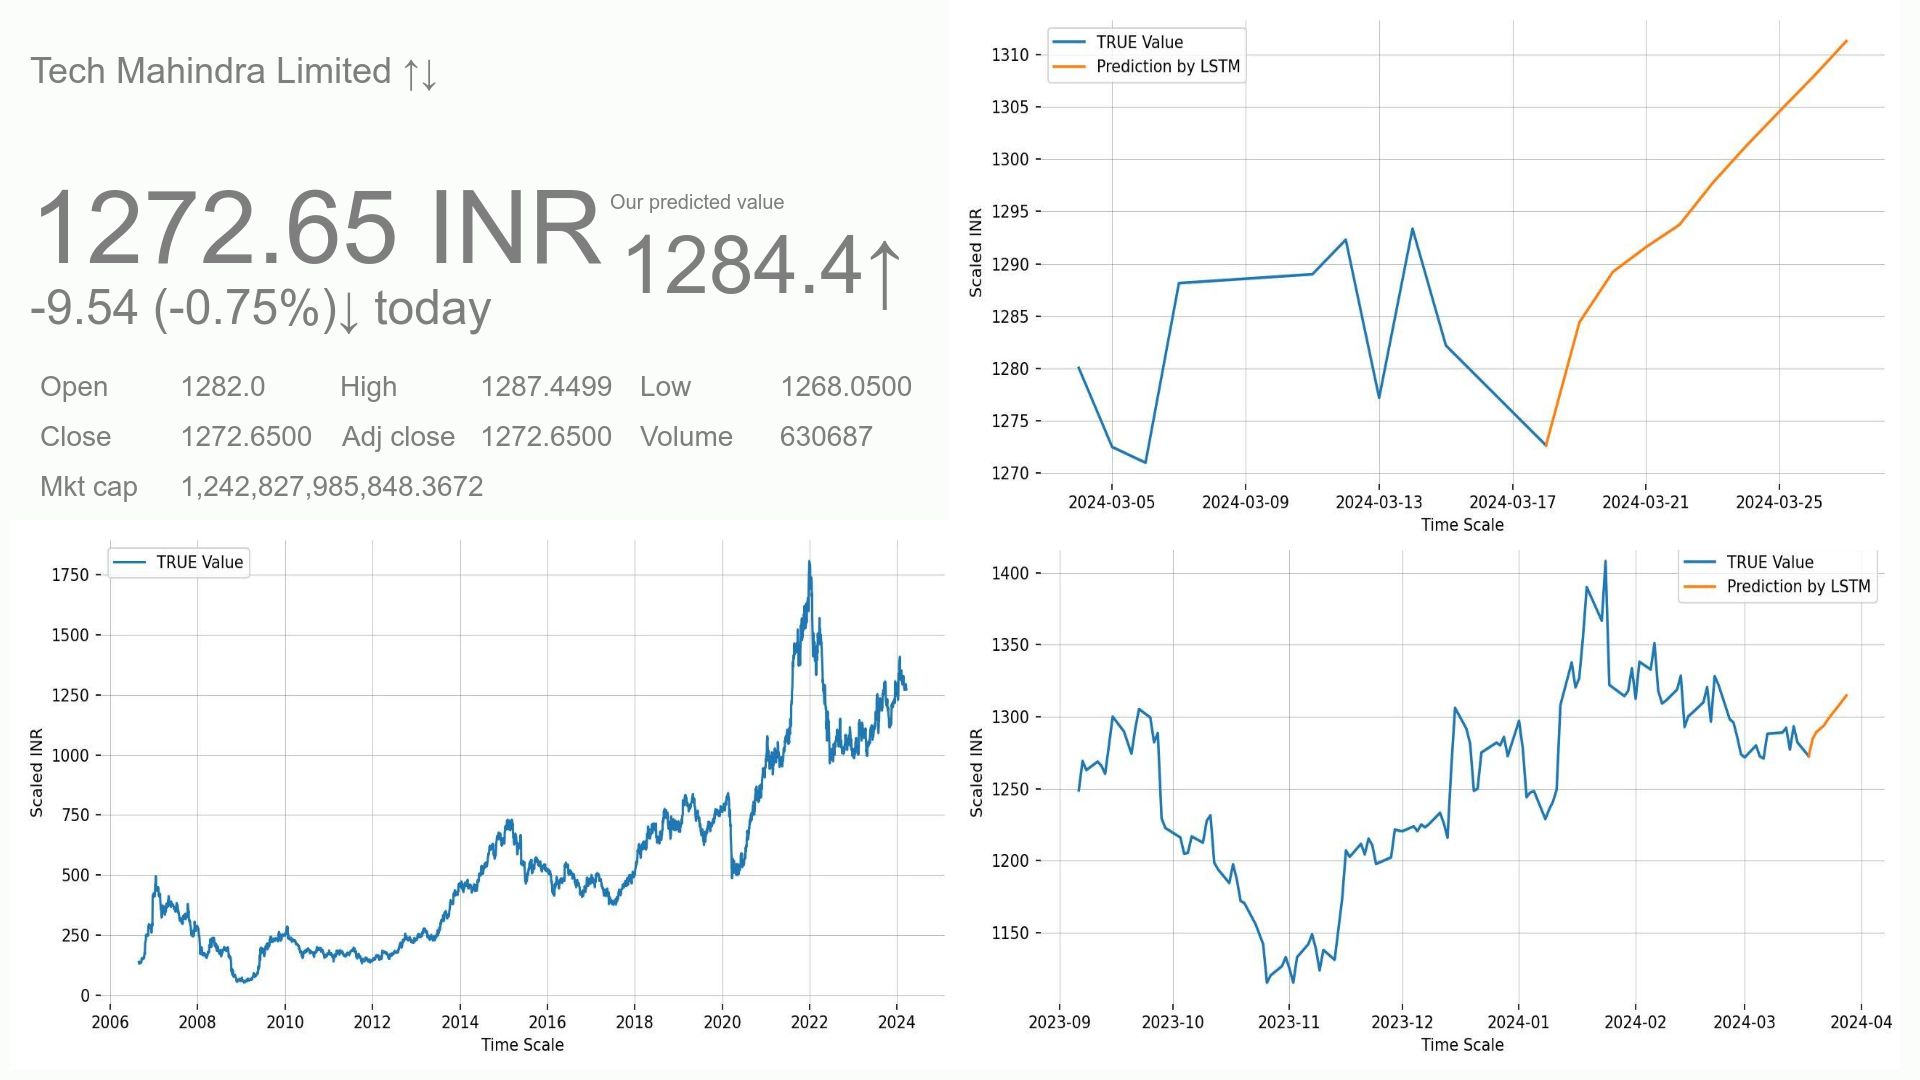 Tech Mahindra Limited ↑↓
1272.65 INR
Our predicted value
1284.4↑
-9.54 (-0.75%)↓ today
Open 1282.0 High 1287.4499 Low 1268.0500
Close 1272.6500 Adj close 1272.6500 Volume 630687
Mkt cap 1,242,827,985,848.3672
TRUE Value
Prediction by LSTM
Scaled INR
1310
1305
1300
1295
1290
1285
1280
1275
1270
2024-03-05 2024-03-09 2024-03-13 2024-03-17 2024-03-21 2024-03-25
Time Scale
TRUE Value
Scaled INR
1750
1500
1250
1000
750
500
250
0
2006 2008 2010 2012 2014 2016 2018 2020 2022 2024
Time Scale
TRUE Value
Prediction by LSTM
Scaled INR
1400
1350
1300
1250
1200
1150
2023-09 2023-10 2023-11 2023-12 2024-01 2024-02 2024-03 2024-04
Time Scale